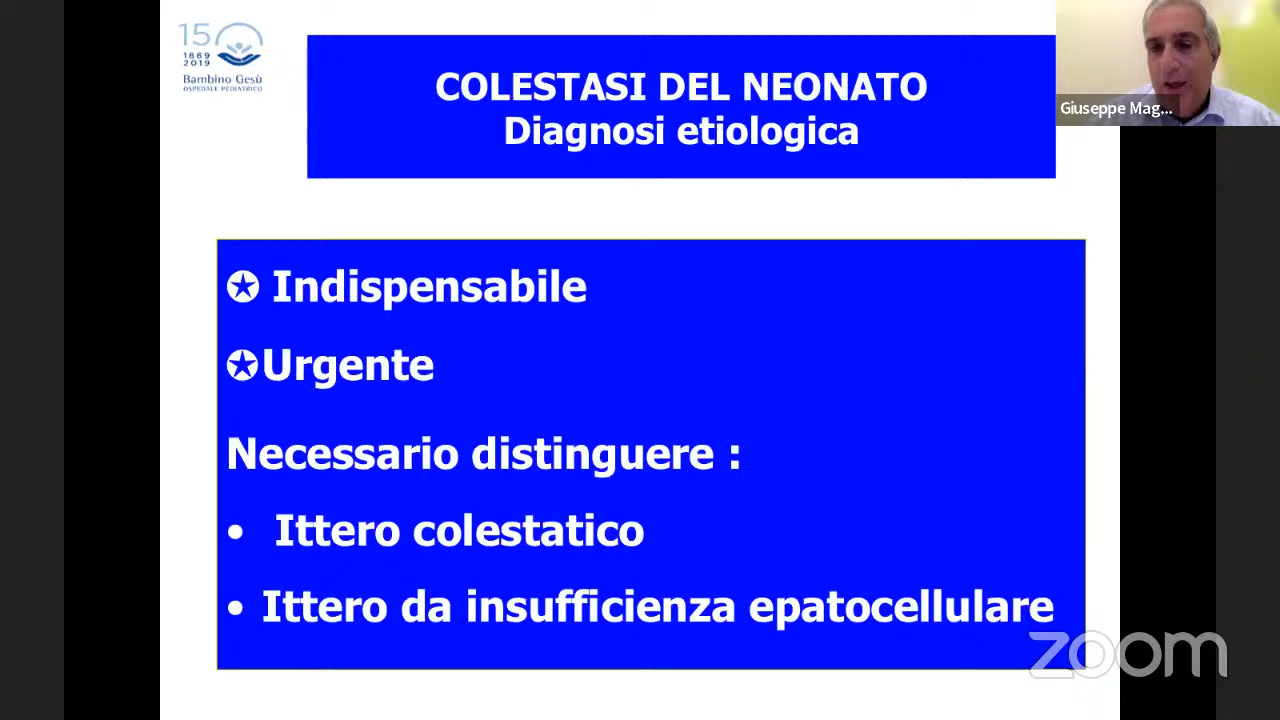 150
1869
2019
Bambino Gesù
OSPEDALE PEDIATRICO
COLESTASI DEL NEONATO
Diagnosi etiologica
Giuseppe Mag...
✪ Indispensabile
✪Urgente
Necessario distinguere :
• Ittero colestatico
• Ittero da insufficienza epatocellulare
zoom